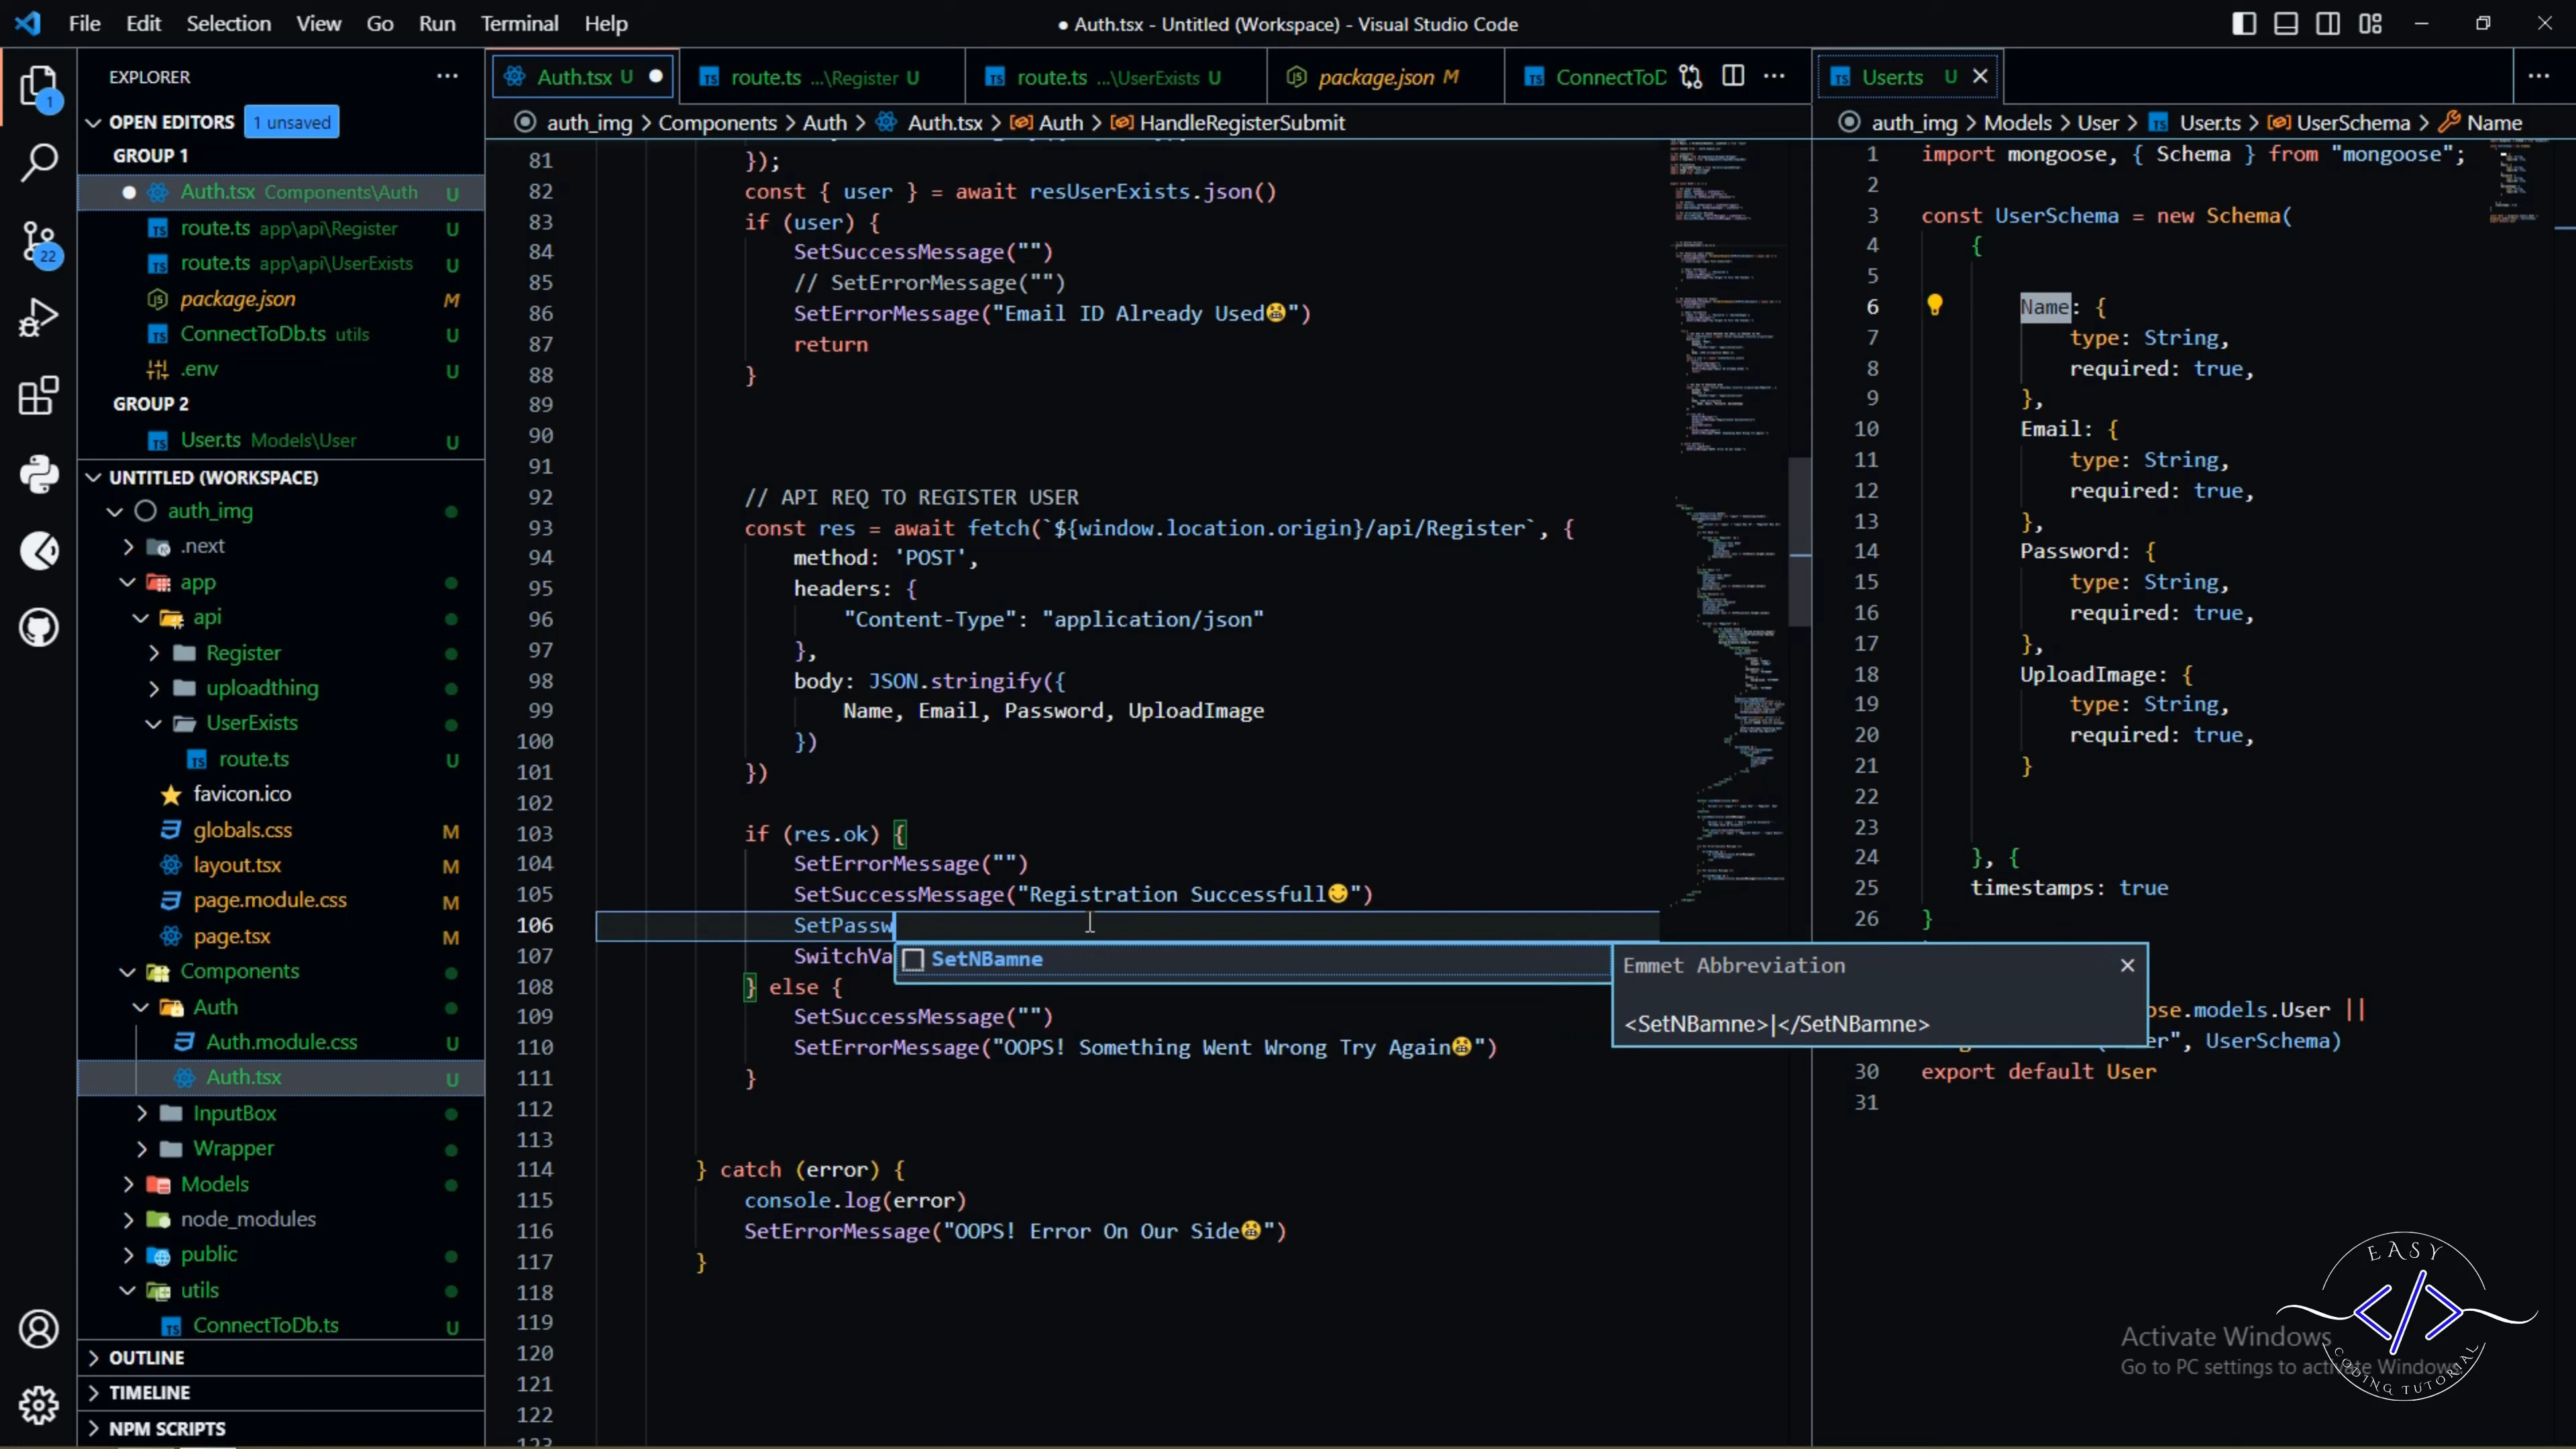 File Edit Selection View Go Run Terminal Help
● Auth.tsx - Untitled (Workspace) - Visual Studio Code
EXPLORER
OPEN EDITORS 1 unsaved
GROUP 1
Auth.tsx Components\Auth U
route.ts app\api\Register U
route.ts app\api\UserExists U
package.json M
ConnectToDb.ts utils U
.env U
GROUP 2
User.ts Models\User U
UNTITLED (WORKSPACE)
auth_img
.next
app
api
Register
uploadthing
UserExists
route.ts U
favicon.ico
globals.css M
layout.tsx M
page.module.css M
page.tsx M
Components
Auth
Auth.module.css U
Auth.tsx U
InputBox
Wrapper
Models
node_modules
public
utils
ConnectToDb.ts U
OUTLINE
TIMELINE
NPM SCRIPTS
1
22
Auth.tsx U route.ts ...\Register U route.ts ...\UserExists U package.json M ConnectToD
auth_img > Components > Auth > Auth.tsx > Auth > HandleRegisterSubmit
81 });
82 const { user } = await resUserExists.json()
83 if (user) {
84 SetSuccessMessage("")
85 // SetErrorMessage("")
86 SetErrorMessage("Email ID Already Used😬")
87 return
88 }
89
90
91
92 // API REQ TO REGISTER USER
93 const res = await fetch(`${window.location.origin}/api/Register`, {
94 method: 'POST',
95 headers: {
96 "Content-Type": "application/json"
97 },
98 body: JSON.stringify({
99 Name, Email, Password, UploadImage
100 })
101 })
102
103 if (res.ok) {
104 SetErrorMessage("")
105 SetSuccessMessage("Registration Successfull😊")
106 SetPassw
107 SwitchVa
SetNBamne
108 } else {
109 SetSuccessMessage("")
110 SetErrorMessage("OOPS! Something Went Wrong Try Again😬")
111 }
112
113
114 } catch (error) {
115 console.log(error)
116 SetErrorMessage("OOPS! Error On Our Side😬")
117 }
118
119
120
121
122
123
Emmet Abbreviation
<SetNBamne>|</SetNBamne>
User.ts U
auth_img > Models > User > User.ts > UserSchema > Name
1 import mongoose, { Schema } from "mongoose";
2
3 const UserSchema = new Schema(
4 {
5
6 Name: {
7 type: String,
8 required: true,
9 },
10 Email: {
11 type: String,
12 required: true,
13 },
14 Password: {
15 type: String,
16 required: true,
17 },
18 UploadImage: {
19 type: String,
20 required: true,
21 }
22
23
24 }, {
25 timestamps: true
26 }
ose.models.User ||
er", UserSchema)
30 export default User
31
Activate Windows
Go to PC settings to activate Windows.
EASY
CODING TUTORIAL